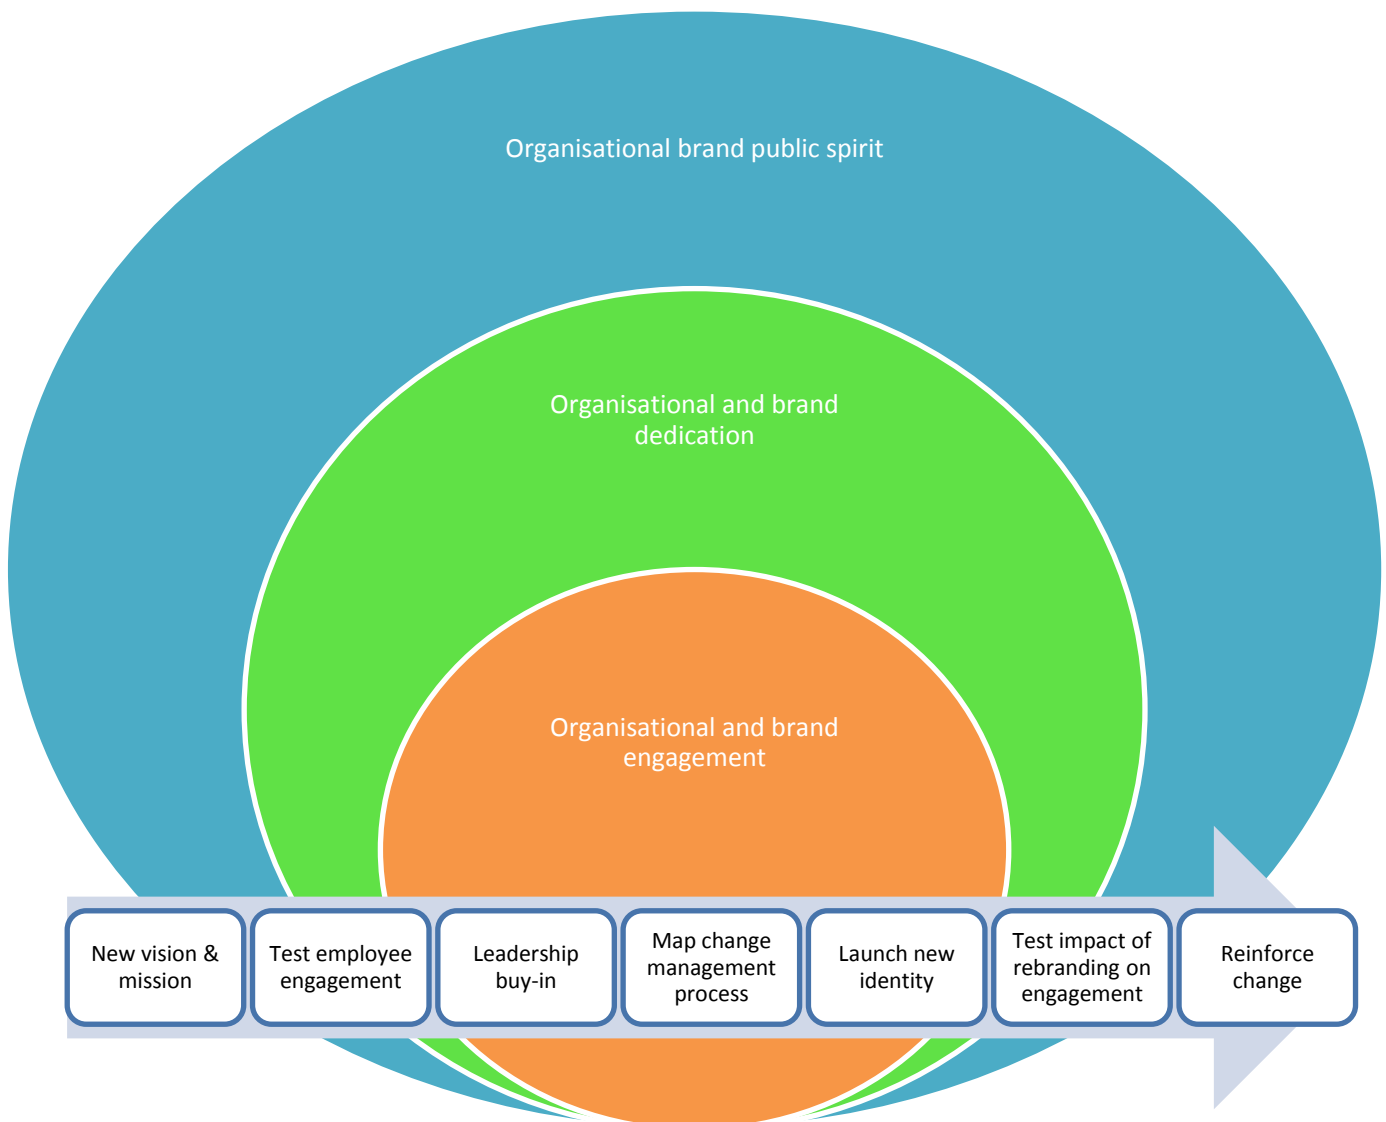 Organisational brand public spirit
Organisational and brand
dedication
Organisational and brand
engagement
New vision &
mission
Test employee
engagement
Leadership
buy-in
Map change
management
process
Launch new
identity
Test impact of
rebranding on
engagement
Reinforce
change